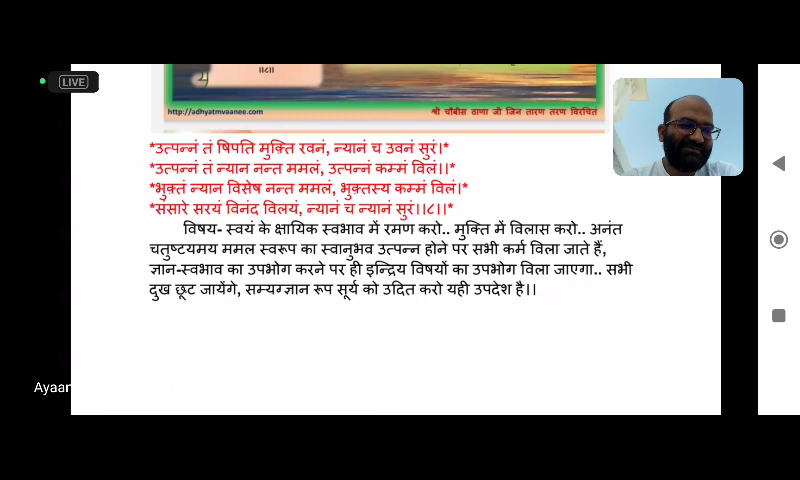 LIVE
॥८॥
http://adhyatmvaanee.com
श्री चौबीस ठाणा जी जिन तारण तरण विरचित
*उत्पन्नं तं षिपति मुक्ति रवनं, न्यानं च उवनं सुरं।*
*उत्पन्नं तं न्यान नन्त ममलं, उत्पन्नं कम्मं विलं।।*
*भुक्तं न्यान विसेष नन्त ममलं, भुक्तस्य कम्मं विलं।*
*संसारे सरयं विनंद विलयं, न्यानं च न्यानं सुरं।।८।।*
विषय- स्वयं के क्षायिक स्वभाव में रमण करो.. मुक्ति में विलास करो.. अनंत
चतुष्टयमय ममल स्वरूप का स्वानुभव उत्पन्न होने पर सभी कर्म विला जाते हैं,
ज्ञान-स्वभाव का उपभोग करने पर ही इन्द्रिय विषयों का उपभोग विला जाएगा.. सभी
दुख छूट जायेंगे, सम्यग्ज्ञान रूप सूर्य को उदित करो यही उपदेश है।।
Ayaan